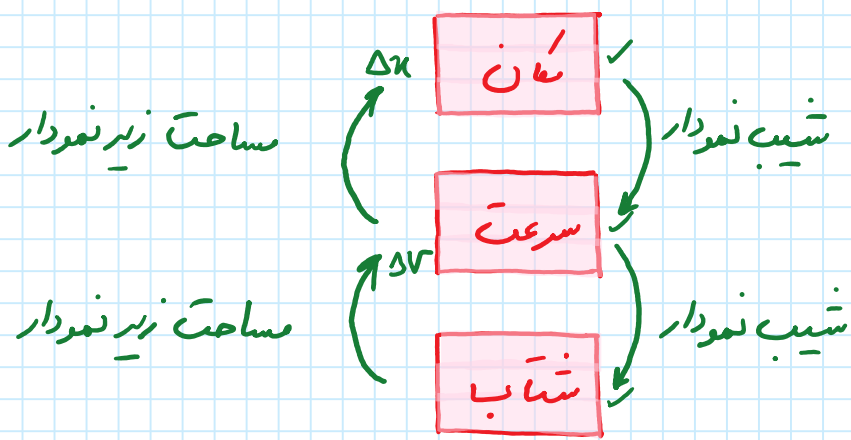 مکان
Δx
شیب نمودار
مساحت زیر نمودار
سرعت
ΔV
شیب نمودار
مساحت زیر نمودار
شتاب